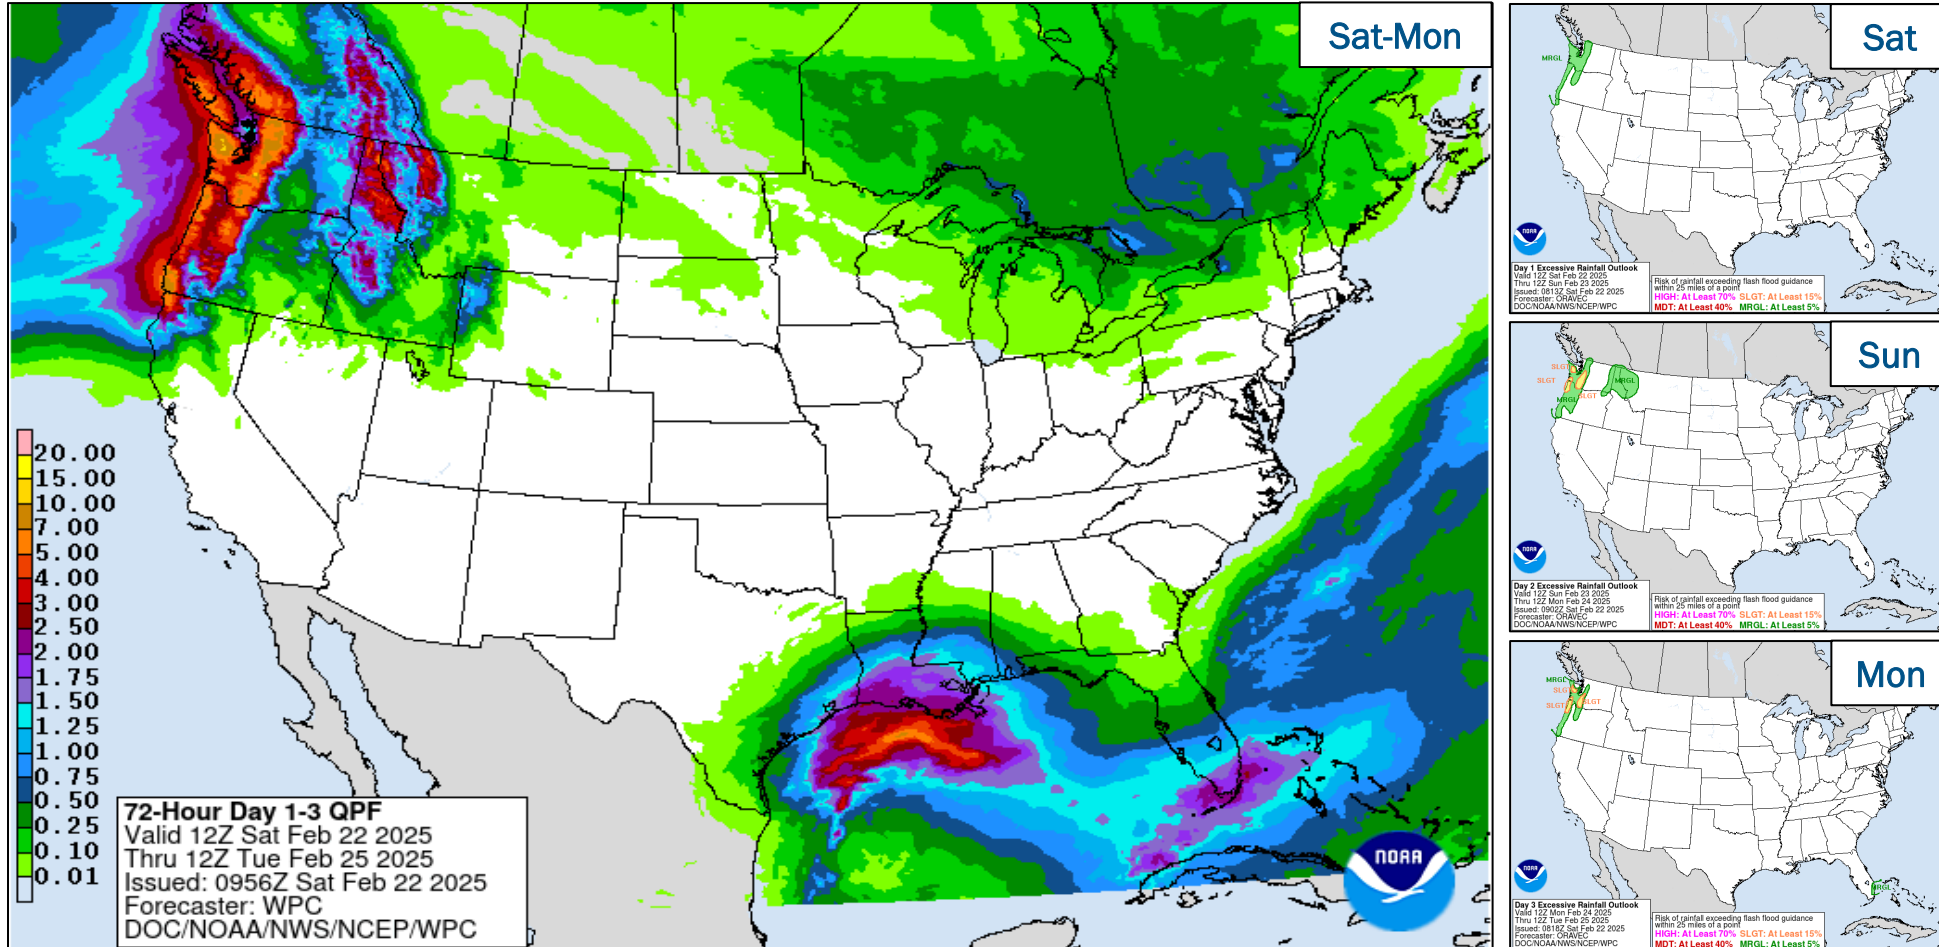 Sat-Mon
20.00
15.00
10.00
7.00
5.00
4.00
3.00
2.50
2.00
1.75
1.50
1.25
1.00
0.75
0.50
0.25
0.10
0.01
72-Hour Day 1-3 QPF
Valid 12Z Sat Feb 22 2025
Thru 12Z Tue Feb 25 2025
Issued: 0956Z Sat Feb 22 2025
Forecaster: WPC
DOC/NOAA/NWS/NCEP/WPC
NOAA
Sat
MRGL
NOAA
Day 1 Excessive Rainfall Outlook
Valid 12Z Sat Feb 22 2025
Thru 12Z Sun Feb 23 2025
Issued: 0813Z Sat Feb 22 2025
Forecaster: ORAVEC
DOC/NOAA/NWS/NCEP/WPC
Risk of rainfall exceeding flash flood guidance
within 25 miles of a point
HIGH: At Least 70% SLGT: At Least 15%
MDT: At Least 40% MRGL: At Least 5%
Sun
SLGT
SLGT
SLGT
MRGL
MRGL
NOAA
Day 2 Excessive Rainfall Outlook
Valid 12Z Sun Feb 23 2025
Thru 12Z Mon Feb 24 2025
Issued: 0902Z Sat Feb 22 2025
Forecaster: ORAVEC
DOC/NOAA/NWS/NCEP/WPC
Risk of rainfall exceeding flash flood guidance
within 25 miles of a point
HIGH: At Least 70% SLGT: At Least 15%
MDT: At Least 40% MRGL: At Least 5%
Mon
MRGL
SLGT
SLGT
SLGT
MRGL
NOAA
Day 3 Excessive Rainfall Outlook
Valid 12Z Mon Feb 24 2025
Thru 12Z Tue Feb 25 2025
Issued: 0818Z Sat Feb 22 2025
Forecaster: ORAVEC
DOC/NOAA/NWS/NCEP/WPC
Risk of rainfall exceeding flash flood guidance
within 25 miles of a point
HIGH: At Least 70% SLGT: At Least 15%
MDT: At Least 40% MRGL: At Least 5%